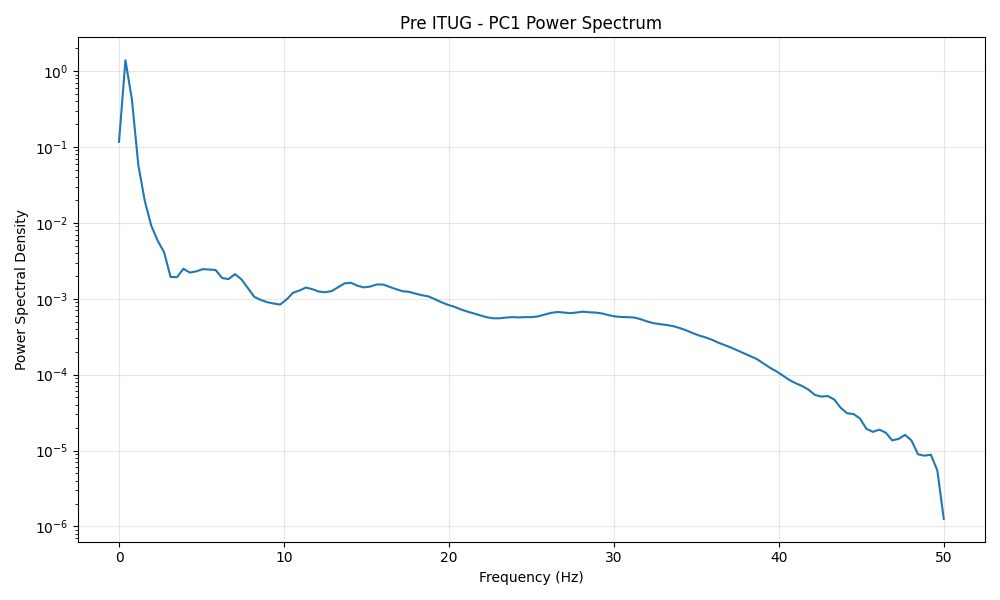 Pre ITUG - PC1 Power Spectrum
Power Spectral Density
10⁰
10⁻¹
10⁻²
10⁻³
10⁻⁴
10⁻⁵
10⁻⁶
0 10 20 30 40 50
Frequency (Hz)